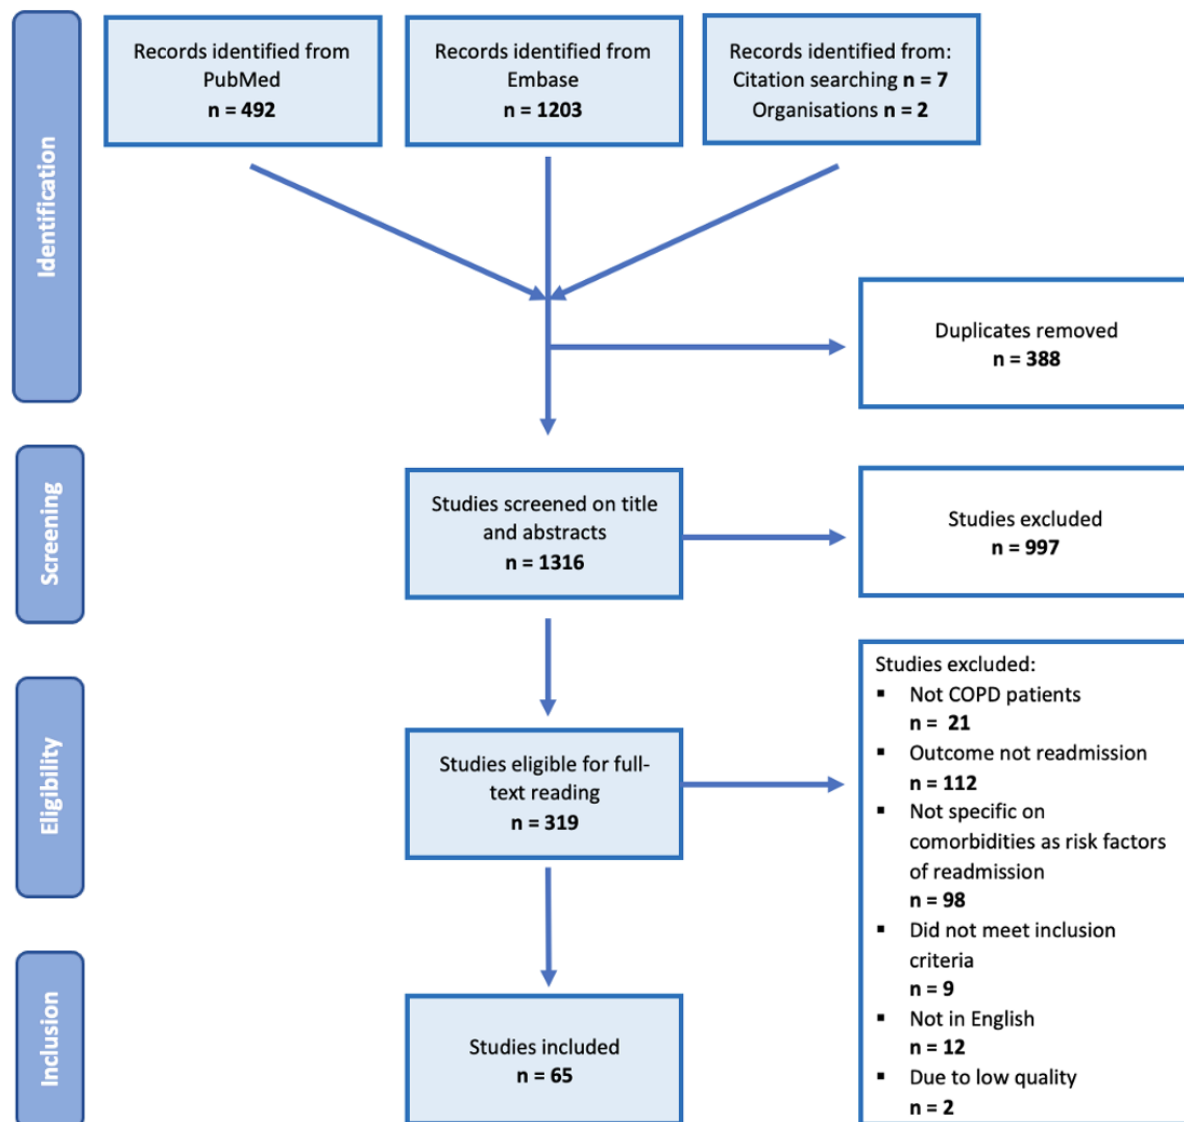 Identification
Records identified from
PubMed
n = 492
Records identified from
Embase
n = 1203
Records identified from:
Citation searching n = 7
Organisations n = 2
Duplicates removed
n = 388
Screening
Studies screened on title
and abstracts
n = 1316
Studies excluded
n = 997
Eligibility
Studies eligible for full-
text reading
n = 319
Studies excluded:
▪ Not COPD patients
n = 21
▪ Outcome not readmission
n = 112
▪ Not specific on
comorbidities as risk factors
of readmission
n = 98
▪ Did not meet inclusion
criteria
n = 9
▪ Not in English
n = 12
▪ Due to low quality
n = 2
Inclusion
Studies included
n = 65